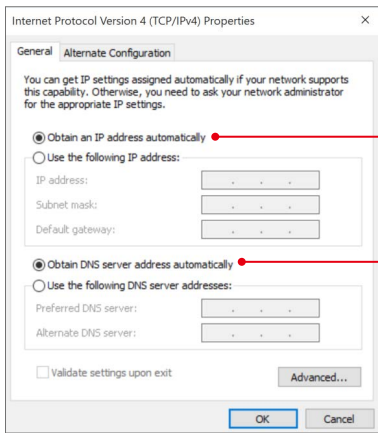 Internet Protocol Version 4 (TCP/IPv4) Properties
General Alternate Configuration
You can get IP settings assigned automatically if your network supports
this capability. Otherwise, you need to ask your network administrator
for the appropriate IP settings.
Obtain an IP address automatically
Use the following IP address:
IP address:
Subnet mask:
Default gateway:
Obtain DNS server address automatically
Use the following DNS server addresses:
Preferred DNS server:
Alternate DNS server:
Validate settings upon exit
Advanced...
OK Cancel